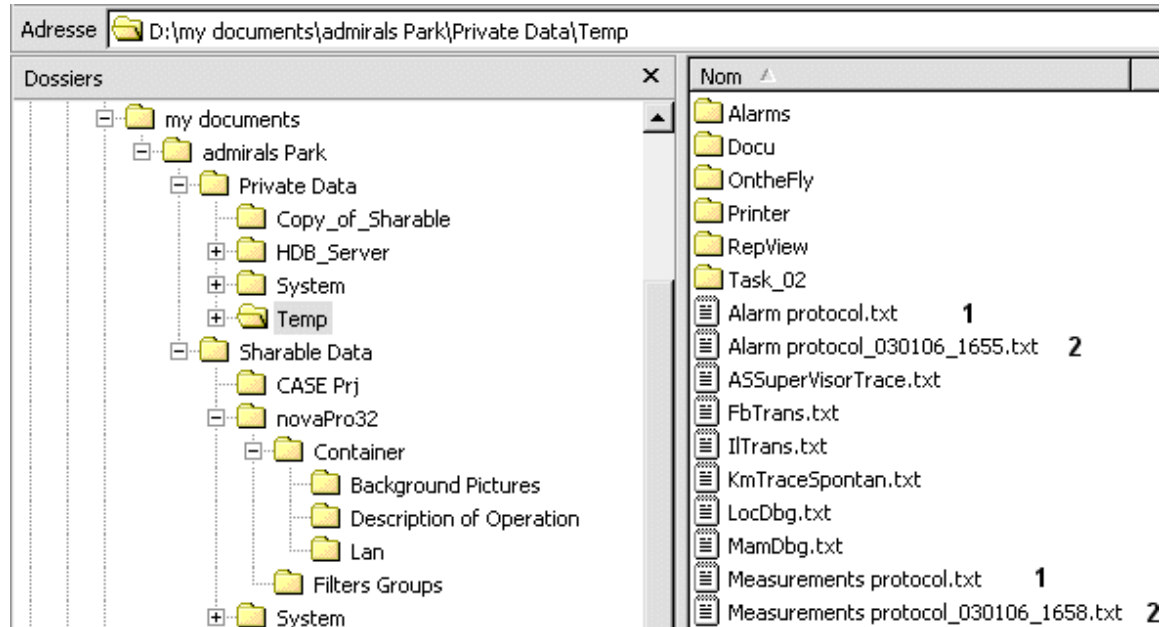 Adresse D:\my documents\admirals Park\Private Data\Temp
Dossiers
my documents
admirals Park
Private Data
Copy_of_Sharable
HDB_Server
System
Temp
Sharable Data
CASE Prj
novaPro32
Container
Background Pictures
Description of Operation
Lan
Filters Groups
System
Nom
Alarms
Docu
OntheFly
Printer
RepView
Task_02
Alarm protocol.txt 1
Alarm protocol_030106_1655.txt 2
ASSuperVisorTrace.txt
FbTrans.txt
IlTrans.txt
KmTraceSpontan.txt
LocDbg.txt
MamDbg.txt
Measurements protocol.txt 1
Measurements protocol_030106_1658.txt 2